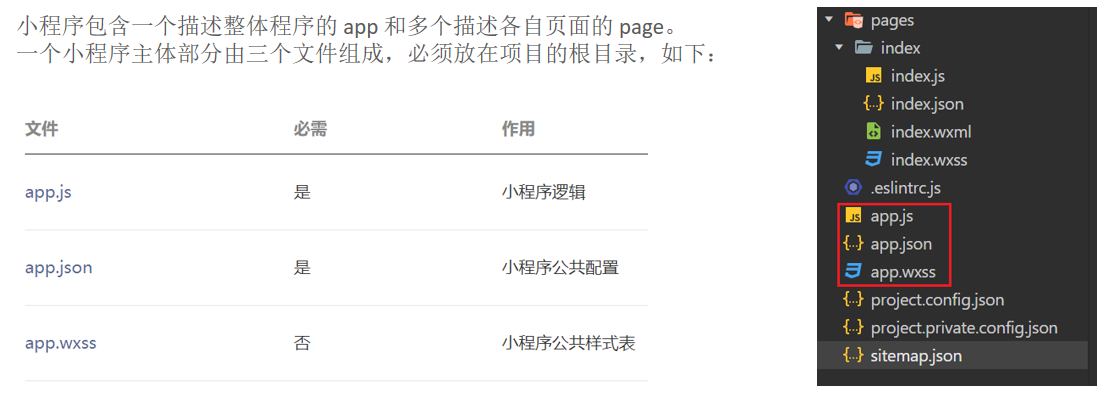 小程序包含一个描述整体程序的 app 和多个描述各自页面的 page。
一个小程序主体部分由三个文件组成，必须放在项目的根目录，如下：
文件 必需 作用
app.js 是 小程序逻辑
app.json 是 小程序公共配置
app.wxss 否 小程序公共样式表
pages
index
JS index.js
{..} index.json
index.wxml
index.wxss
.eslintrc.js
JS app.js
{..} app.json
app.wxss
{..} project.config.json
{..} project.private.config.json
{..} sitemap.json